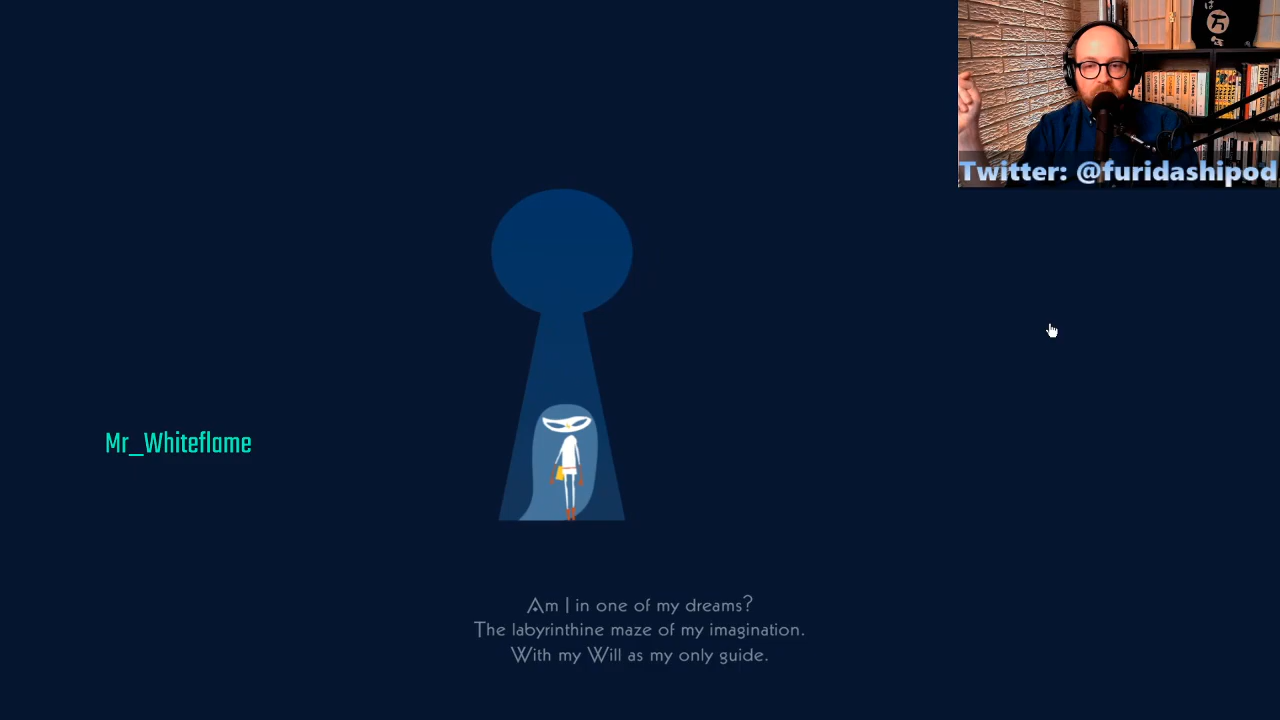 万
Twitter: @furidashipod
Mr_Whiteflame
Am I in one of my dreams?
The labyrinthine maze of my imagination.
With my Will as my only guide.